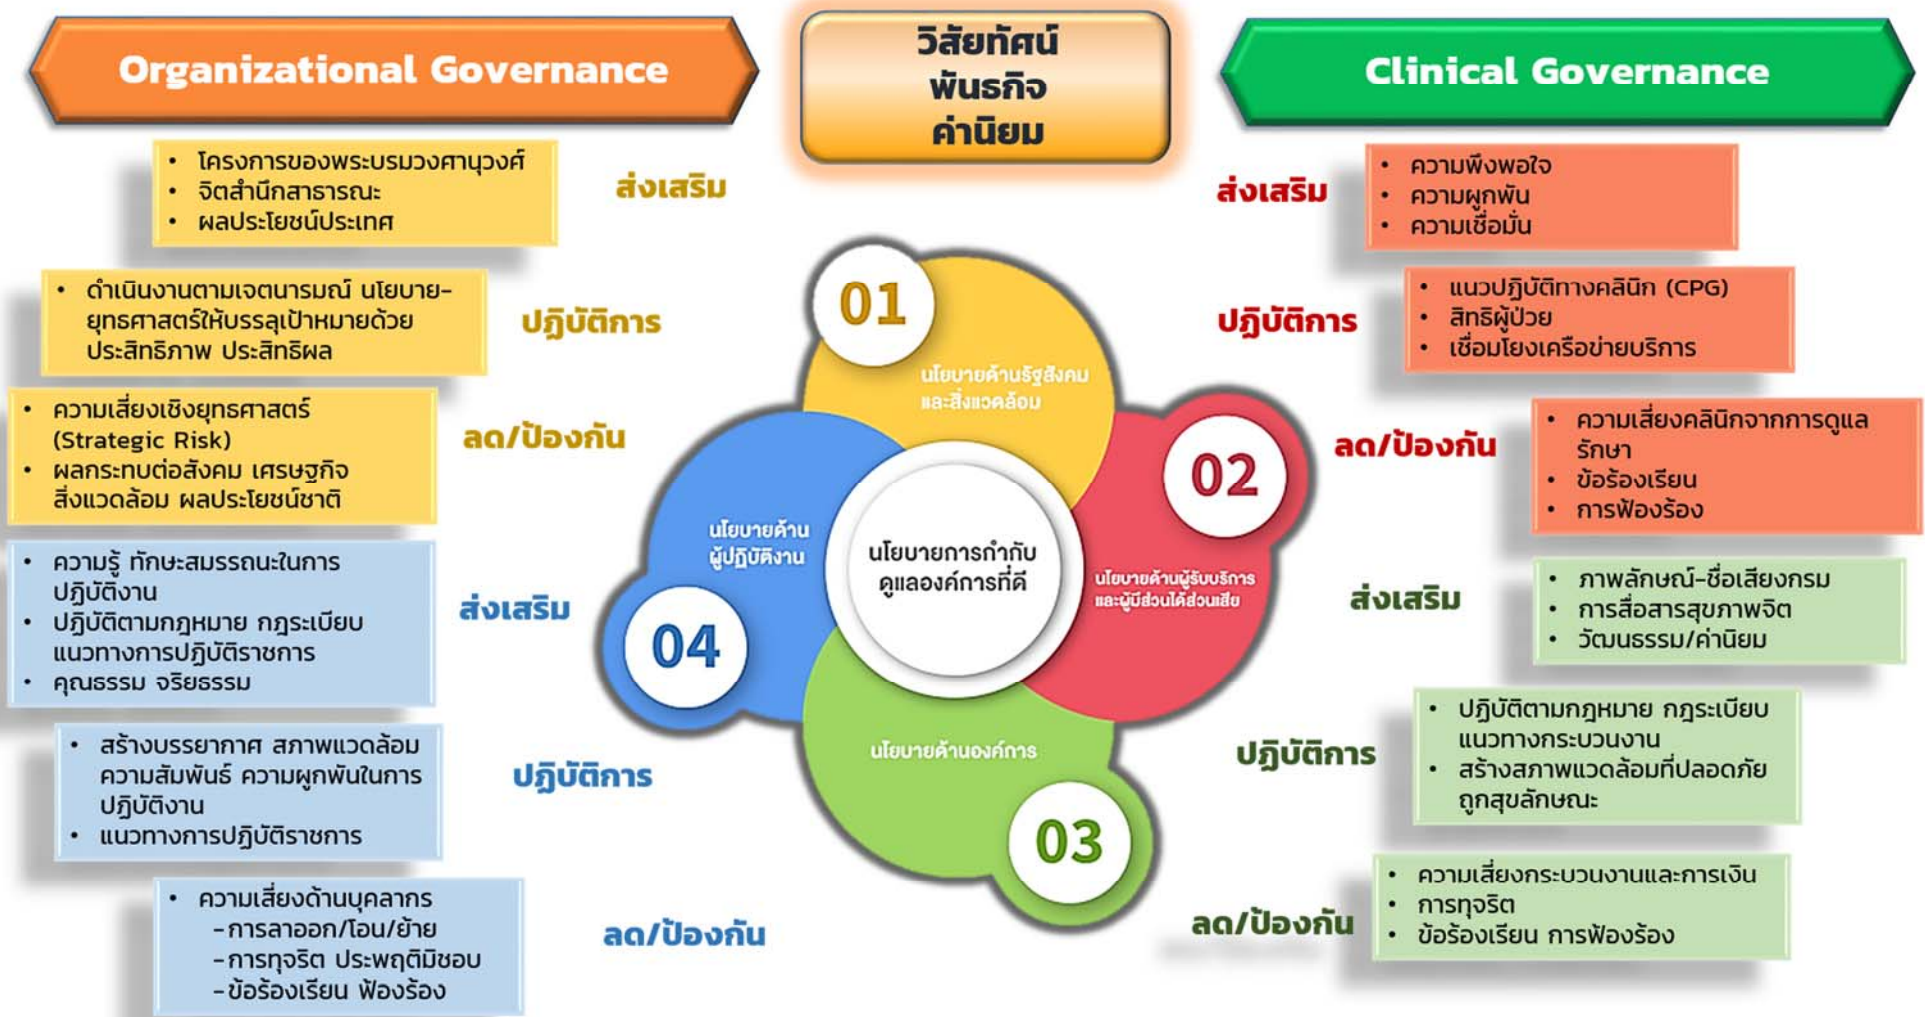 Organizational Governance
วิสัยทัศน์
พันธกิจ
ค่านิยม
Clinical Governance
• โครงการของพระบรมวงศานุวงศ์
• จิตสำนึกสาธารณะ
• ผลประโยชน์ประเทศ
ส่งเสริม
• ดำเนินงานตามเจตนารมณ์ นโยบาย-
ยุทธศาสตร์ให้บรรลุเป้าหมายด้วย
ประสิทธิภาพ ประสิทธิผล
ปฏิบัติการ
• ความเสี่ยงเชิงยุทธศาสตร์
(Strategic Risk)
• ผลกระทบต่อสังคม เศรษฐกิจ
สิ่งแวดล้อม ผลประโยชน์ชาติ
ลด/ป้องกัน
• ความรู้ ทักษะสมรรถนะในการ
ปฏิบัติงาน
• ปฏิบัติตามกฎหมาย กฎระเบียบ
แนวทางการปฏิบัติราชการ
• คุณธรรม จริยธรรม
ส่งเสริม
• สร้างบรรยากาศ สภาพแวดล้อม
ความสัมพันธ์ ความผูกพันในการ
ปฏิบัติงาน
• แนวทางการปฏิบัติราชการ
ปฏิบัติการ
• ความเสี่ยงด้านบุคลากร
-การลาออก/โอน/ย้าย
-การทุจริต ประพฤติมิชอบ
-ข้อร้องเรียน ฟ้องร้อง
ลด/ป้องกัน
01
นโยบายด้านรัฐสังคม
และสิ่งแวดล้อม
02
นโยบายด้านผู้รับบริการ
และผู้มีส่วนได้ส่วนเสีย
นโยบายการกำกับ
ดูแลองค์การที่ดี
นโยบายด้าน
ผู้ปฏิบัติงาน
04
นโยบายด้านองค์การ
03
ส่งเสริม
• ความพึงพอใจ
• ความผูกพัน
• ความเชื่อมั่น
ปฏิบัติการ
• แนวปฏิบัติทางคลินิก (CPG)
• สิทธิผู้ป่วย
• เชื่อมโยงเครือข่ายบริการ
ลด/ป้องกัน
• ความเสี่ยงคลินิกจากการดูแล
รักษา
• ข้อร้องเรียน
• การฟ้องร้อง
ส่งเสริม
• ภาพลักษณ์-ชื่อเสียงกรม
• การสื่อสารสุขภาพจิต
• วัฒนธรรม/ค่านิยม
ปฏิบัติการ
• ปฏิบัติตามกฎหมาย กฎระเบียบ
แนวทางกระบวนงาน
• สร้างสภาพแวดล้อมที่ปลอดภัย
ถูกสุขลักษณะ
ลด/ป้องกัน
• ความเสี่ยงกระบวนงานและการเงิน
• การทุจริต
• ข้อร้องเรียน การฟ้องร้อง